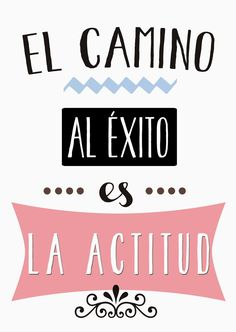 EL CAMINO
AL ÉXITO
es
LA ACTITUD